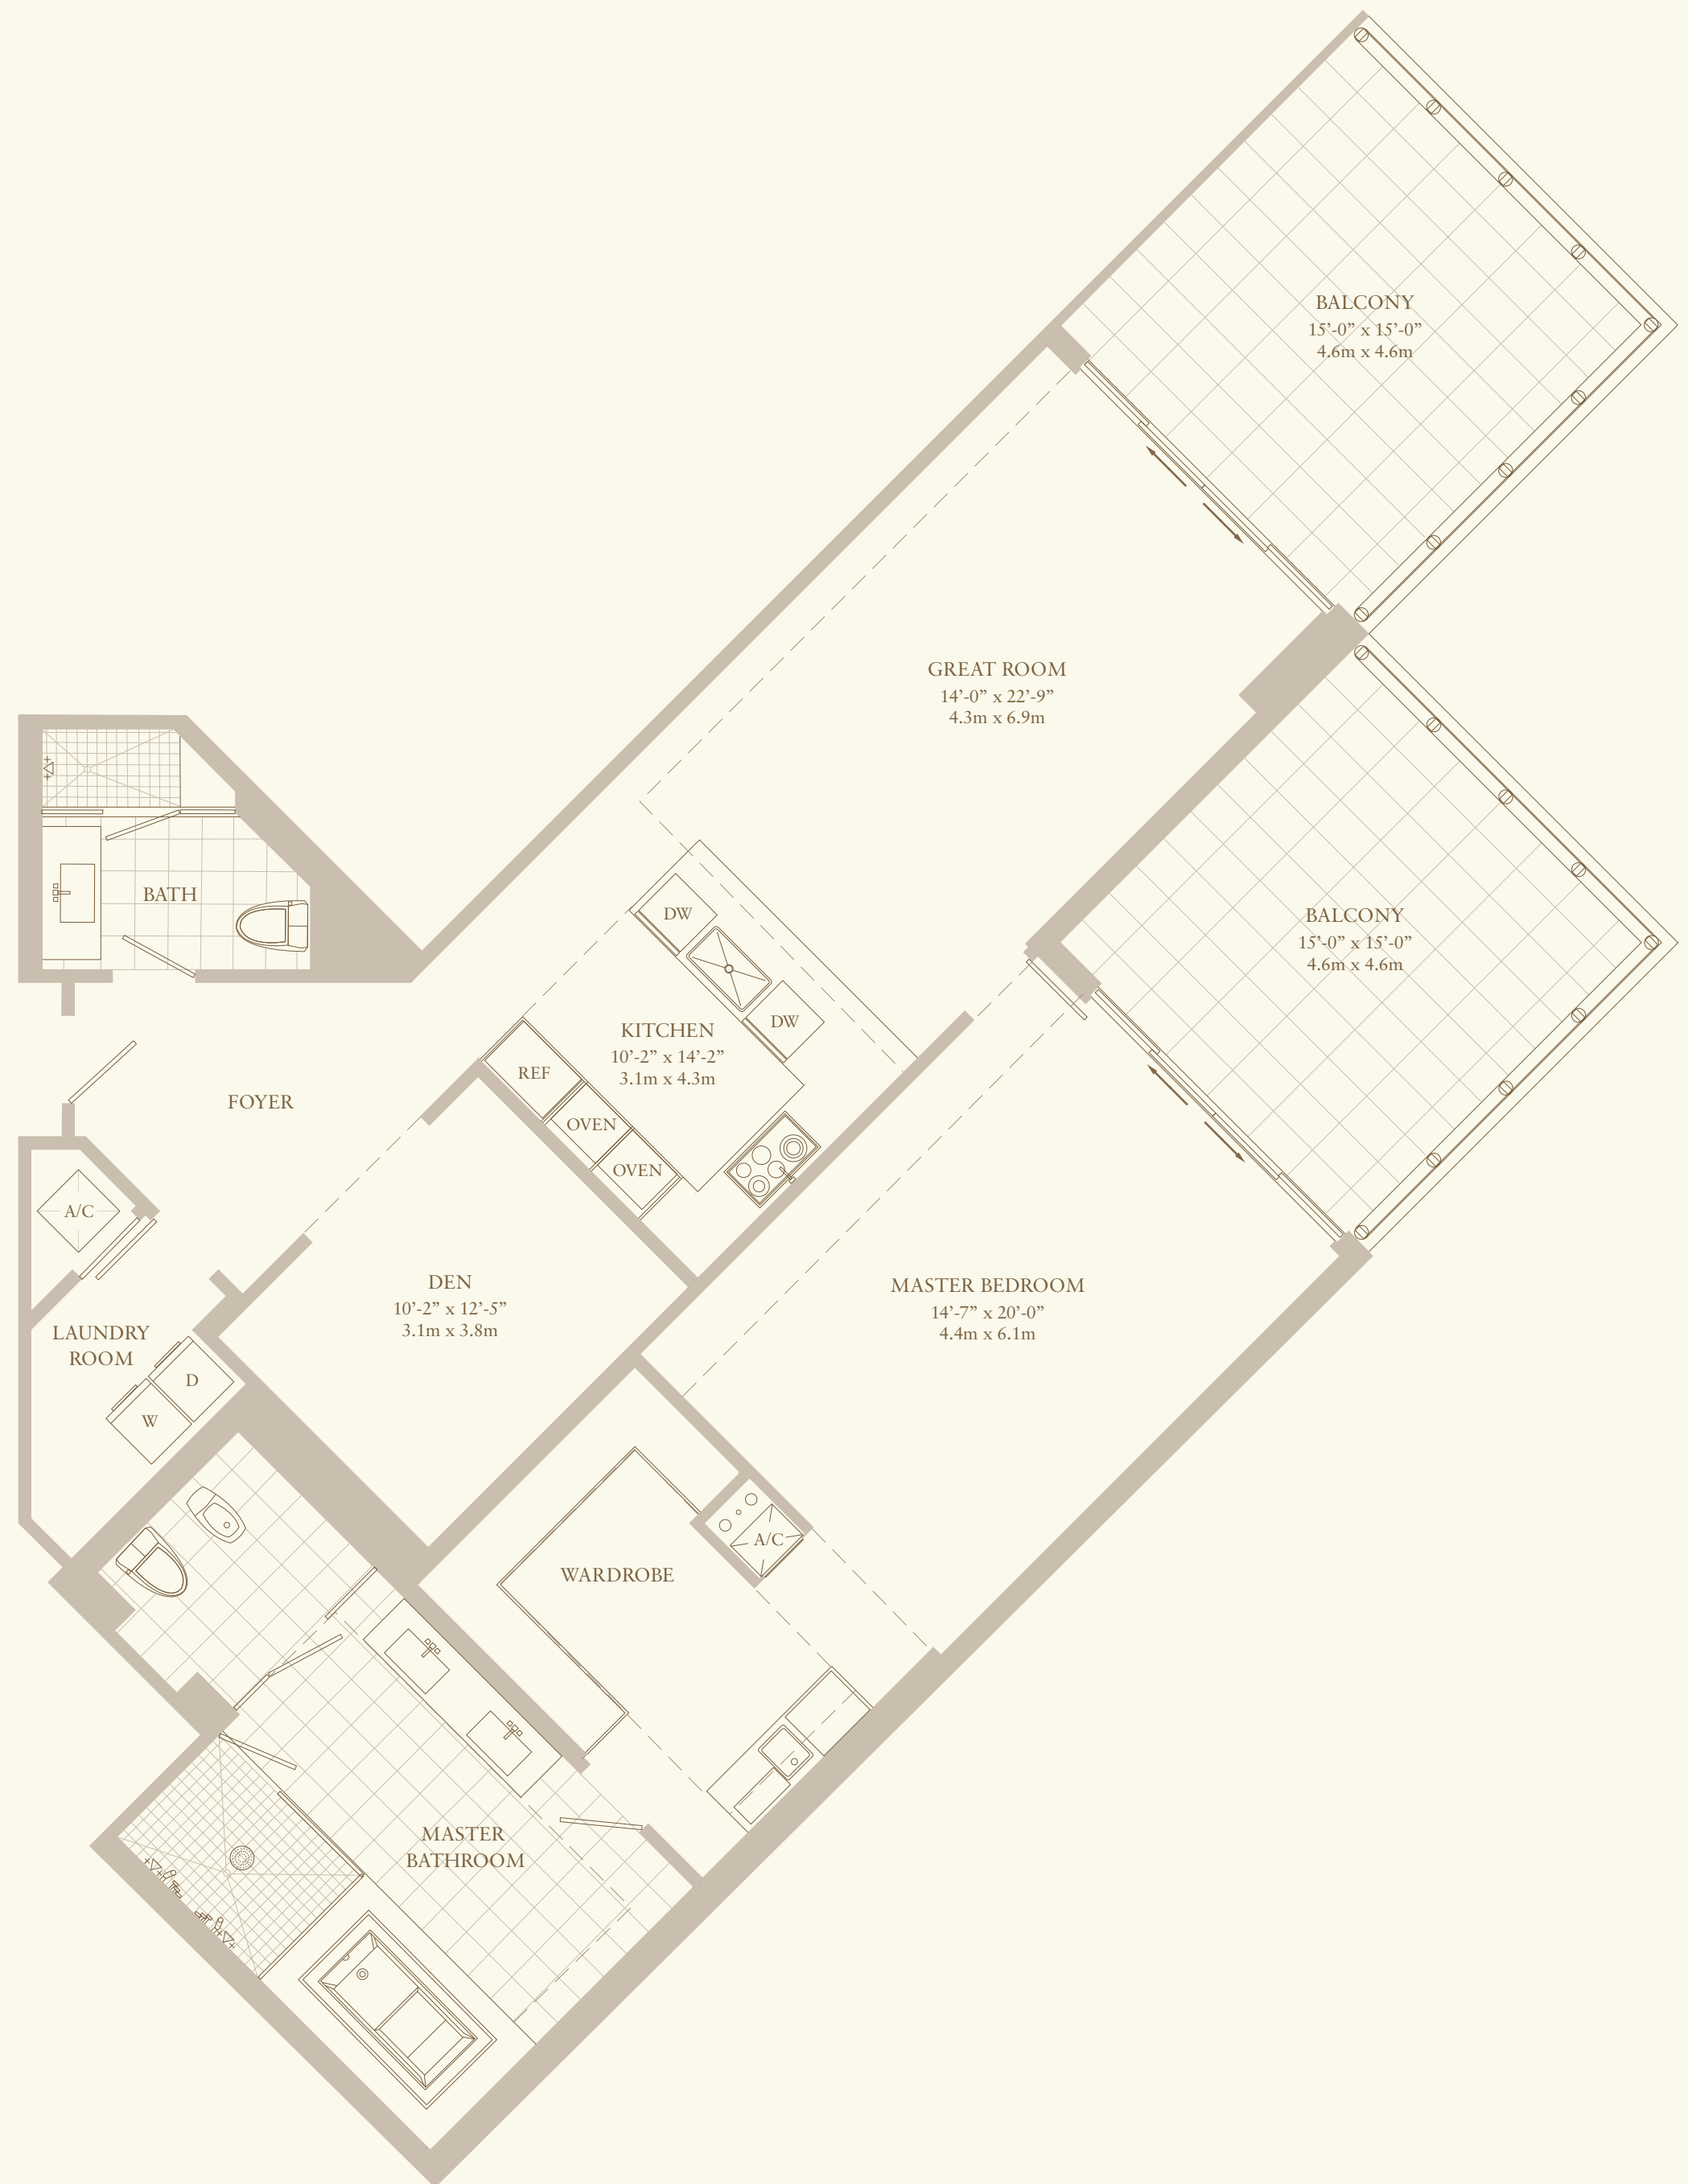 BALCONY
15’-0” x 15’-0”
4.6m x 4.6m
GREAT ROOM
14’-0” x 22’-9”
4.3m x 6.9m
BATH
DW
BALCONY
15’-0” x 15’-0”
4.6m x 4.6m
DW
KITCHEN
10’-2” x 14’-2”
3.1m x 4.3m
REF
FOYER
OVEN
OVEN
A/C
DEN
10’-2” x 12’-5”
3.1m x 3.8m
MASTER BEDROOM
14’-7” x 20’-0”
4.4m x 6.1m
LAUNDRY
ROOM
D
W
A/C
WARDROBE
MASTER
BATHROOM